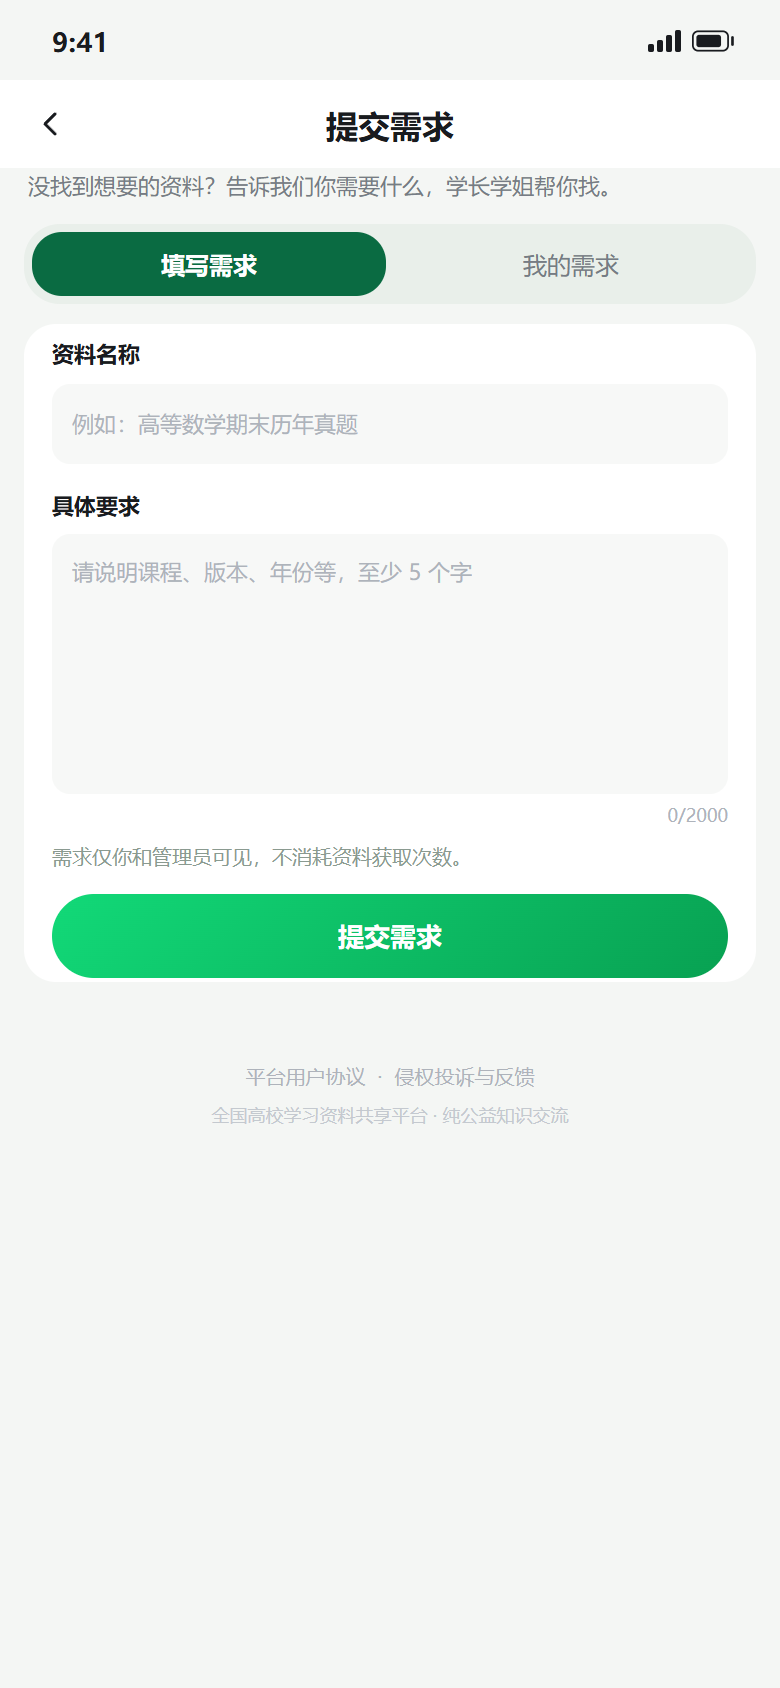 9:41
提交需求
没找到想要的资料？告诉我们你需要什么，学长学姐帮你找。
填写需求 我的需求
资料名称
例如：高等数学期末历年真题
具体要求
请说明课程、版本、年份等，至少 5 个字
0/2000
需求仅你和管理员可见，不消耗资料获取次数。
提交需求
平台用户协议 · 侵权投诉与反馈
全国高校学习资料共享平台 · 纯公益知识交流